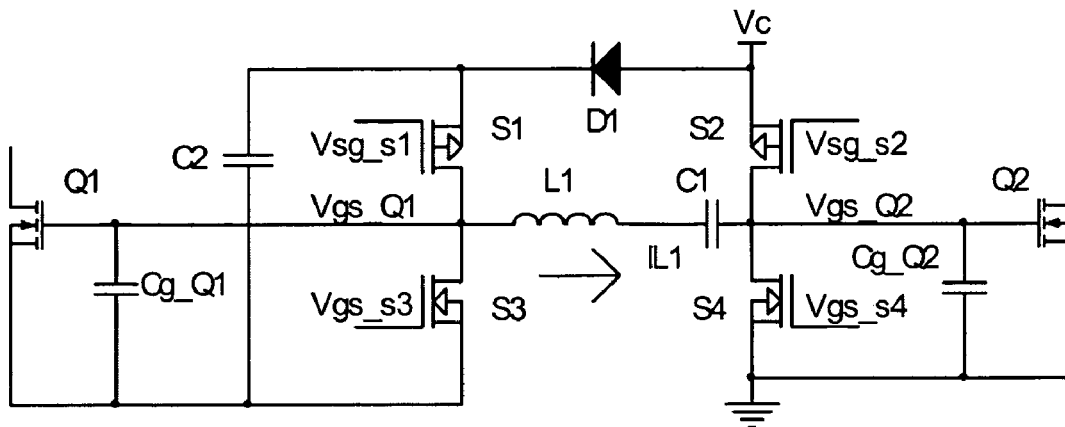 Vc
S1
D1
S2
Vsg_s1
Vsg_s2
C2
Q1
L1
C1
Q2
Vgs_Q1
Vgs_Q2
IL1
Cg_Q1
Cg_Q2
Vgs_s3
S3
S4
Vgs_s4